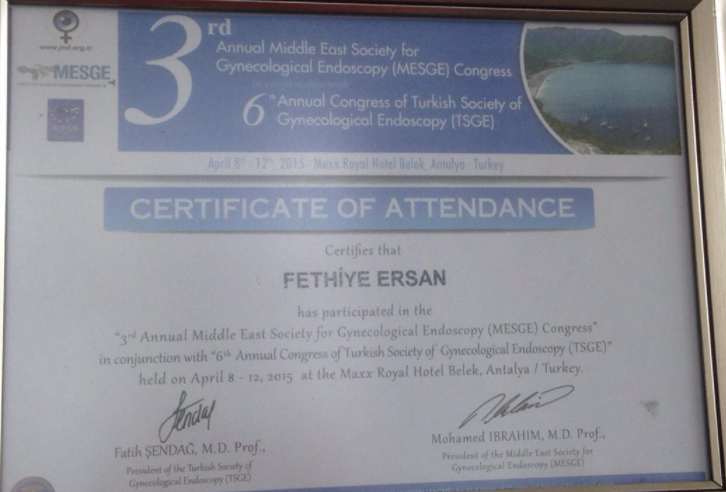 www.jed.org.tr
MESGE
3rd
Annual Middle East Society for
Gynecological Endoscopy (MESGE) Congress
6th Annual Congress of Turkish Society of
Gynecological Endoscopy (TSGE)
April 8th - 12th, 2015 - Maxx Royal Hotel Belek, Antalya - Turkey
CERTIFICATE OF ATTENDANCE
Certifies that
FETHİYE ERSAN
has participated in the
"3rd Annual Middle East Society for Gynecological Endoscopy (MESGE) Congress"
in conjunction with "6th Annual Congress of Turkish Society of Gynecological Endoscopy (TSGE)"
held on April 8 - 12, 2015 at the Maxx Royal Hotel Belek, Antalya / Turkey.
Fatih ŞENDAĞ, M.D. Prof.,
President of the Turkish Society of
Gynecological Endoscopy (TSGE)
Mohamed IBRAHIM, M.D. Prof.,
President of the Middle East Society for
Gynecological Endoscopy (MESGE)